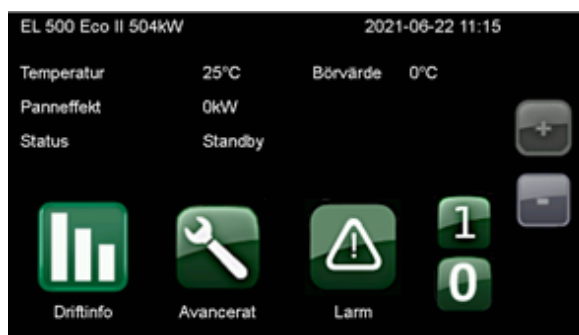 EL 500 Eco II 504kW 2021-06-22 11:15
Temperatur 25°C Börvärde 0°C
Panneffekt 0kW
Status Standby
+
-
1
0
Driftinfo Avancerat Larm